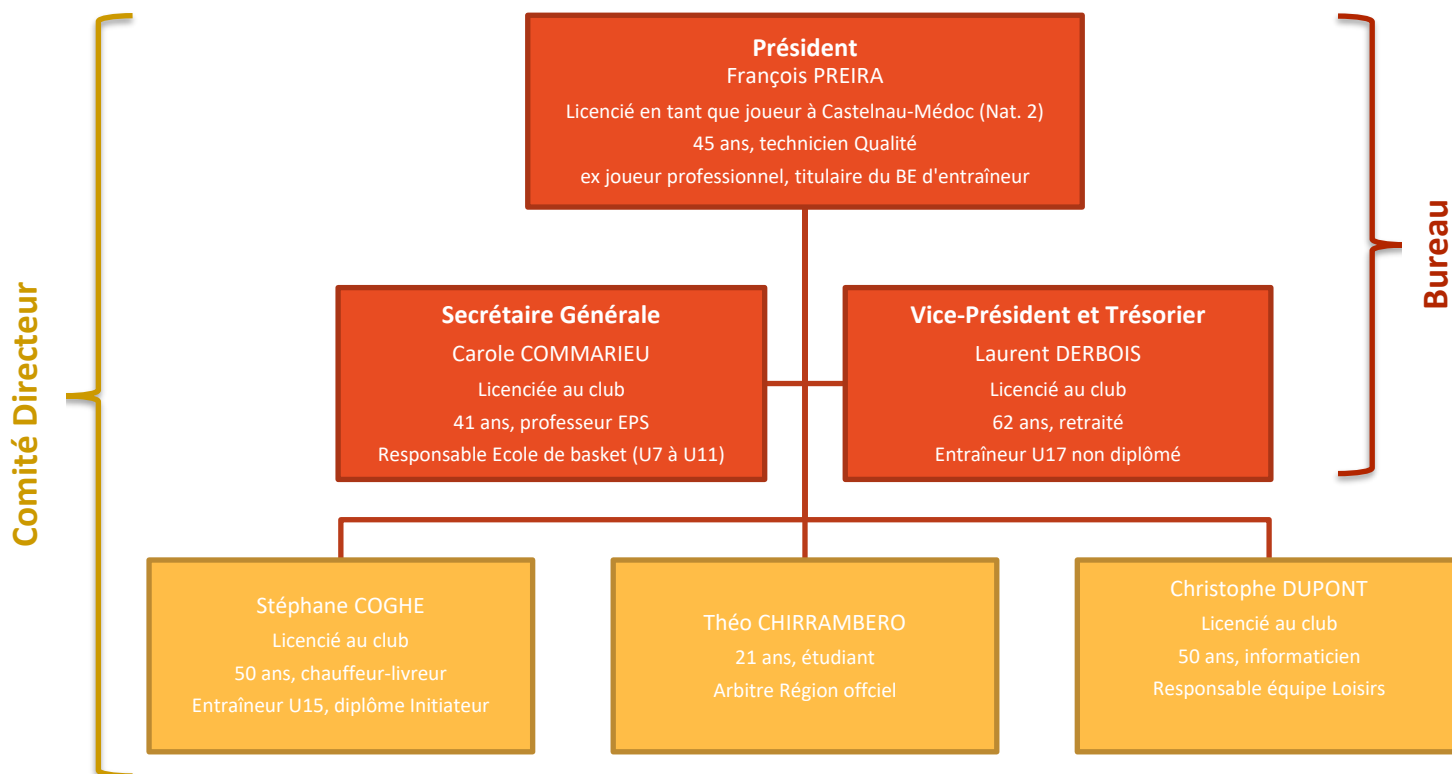 Président
François PREIRA
Licencié en tant que joueur à Castelnau-Médoc (Nat. 2)
45 ans, technicien Qualité
ex joueur professionnel, titulaire du BE d'entraîneur
Bureau
Comité Directeur
Secrétaire Générale
Carole COMMARIEU
Licenciée au club
41 ans, professeur EPS
Responsable Ecole de basket (U7 à U11)
Vice-Président et Trésorier
Laurent DERBOIS
Licencié au club
62 ans, retraité
Entraîneur U17 non diplômé
Stéphane COGHE
Licencié au club
50 ans, chauffeur-livreur
Entraîneur U15, diplôme Initiateur
Théo CHIRRAMBERO
21 ans, étudiant
Arbitre Région offciel
Christophe DUPONT
Licencié au club
50 ans, informaticien
Responsable équipe Loisirs